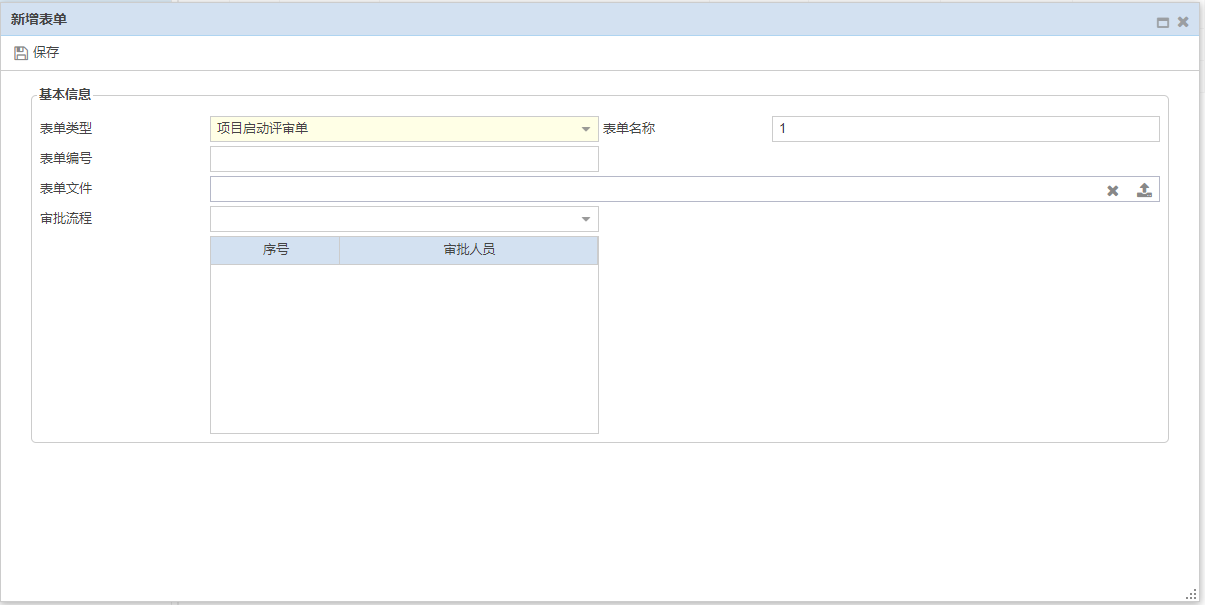 新增表单
保存
基本信息
表单类型 项目启动评审单 表单名称 1
表单编号
表单文件
审批流程
序号 审批人员